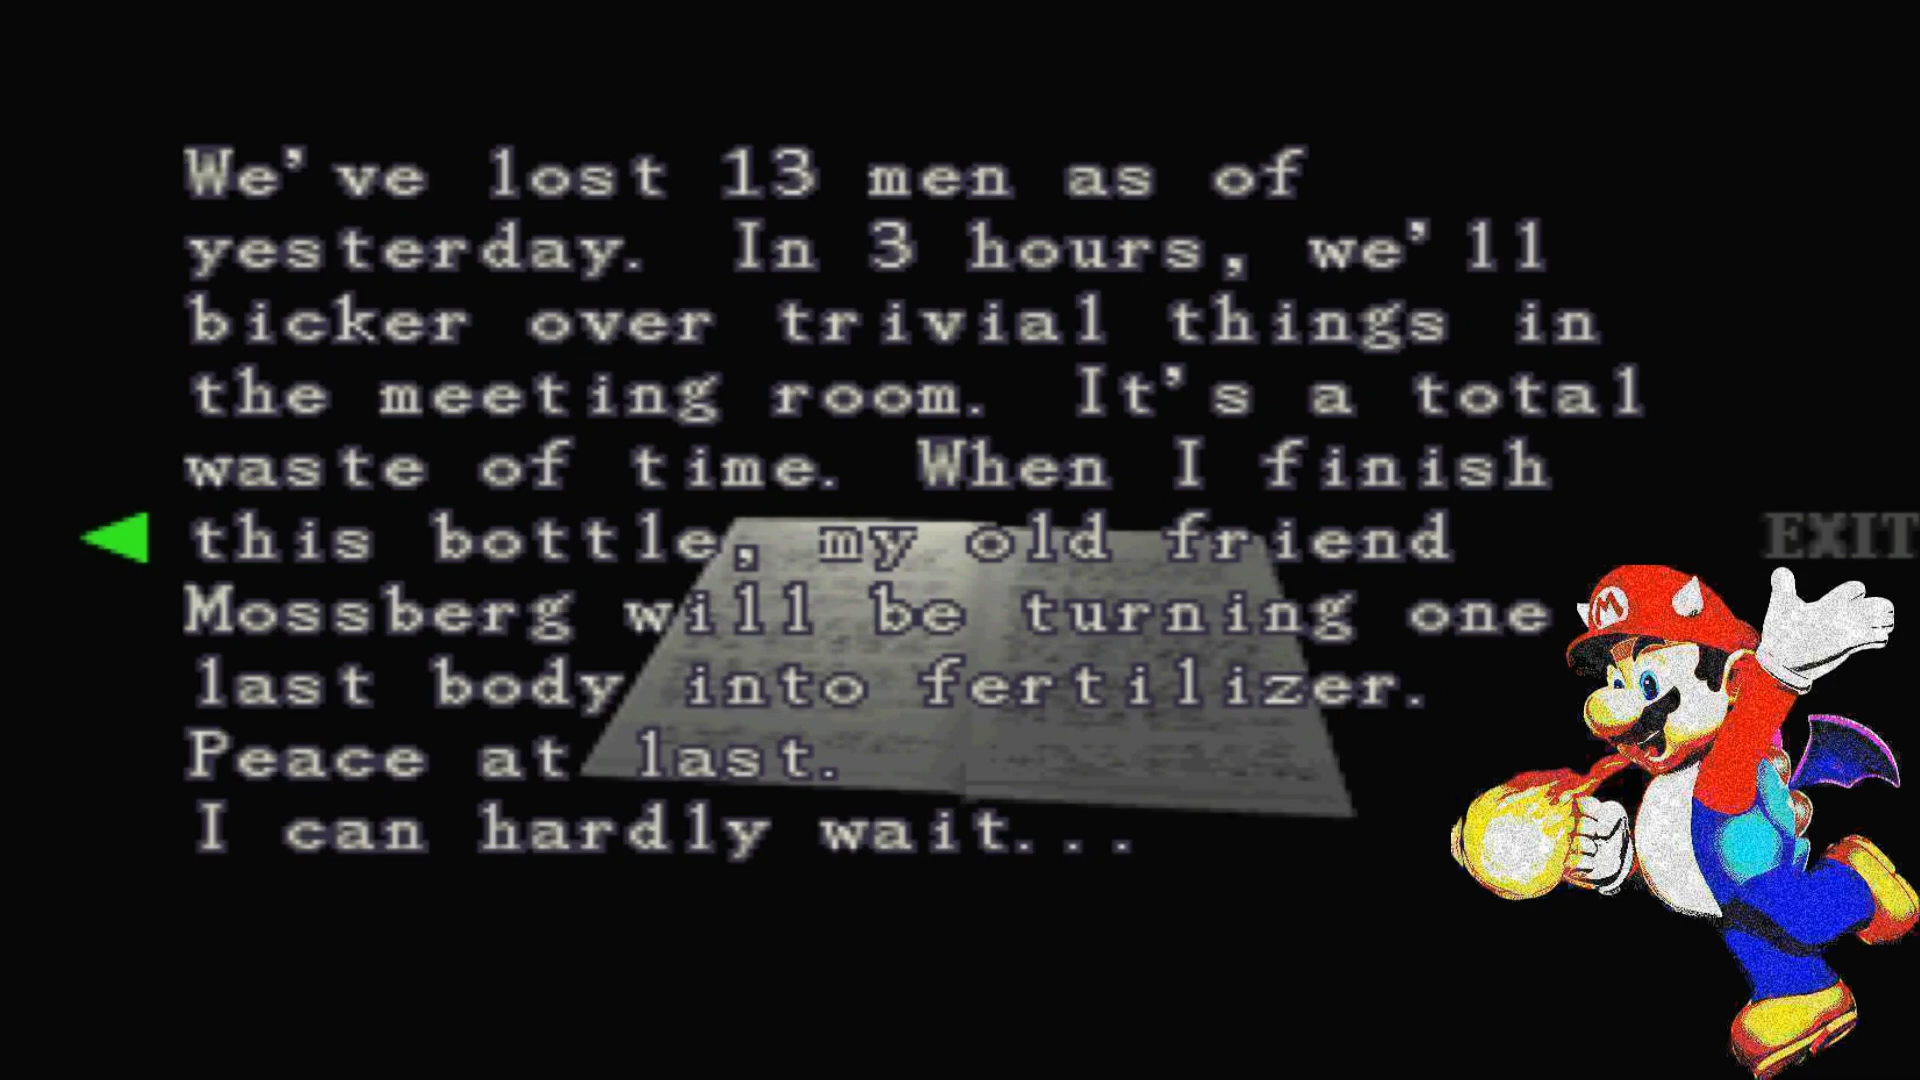 We've lost 13 men as of
yesterday. In 3 hours, we'll
bicker over trivial things in
the meeting room. It's a total
waste of time. When I finish
this bottle, my old friend
EXIT
Mossberg will be turning one
last body into fertilizer.
Peace at last.
I can hardly wait...
M